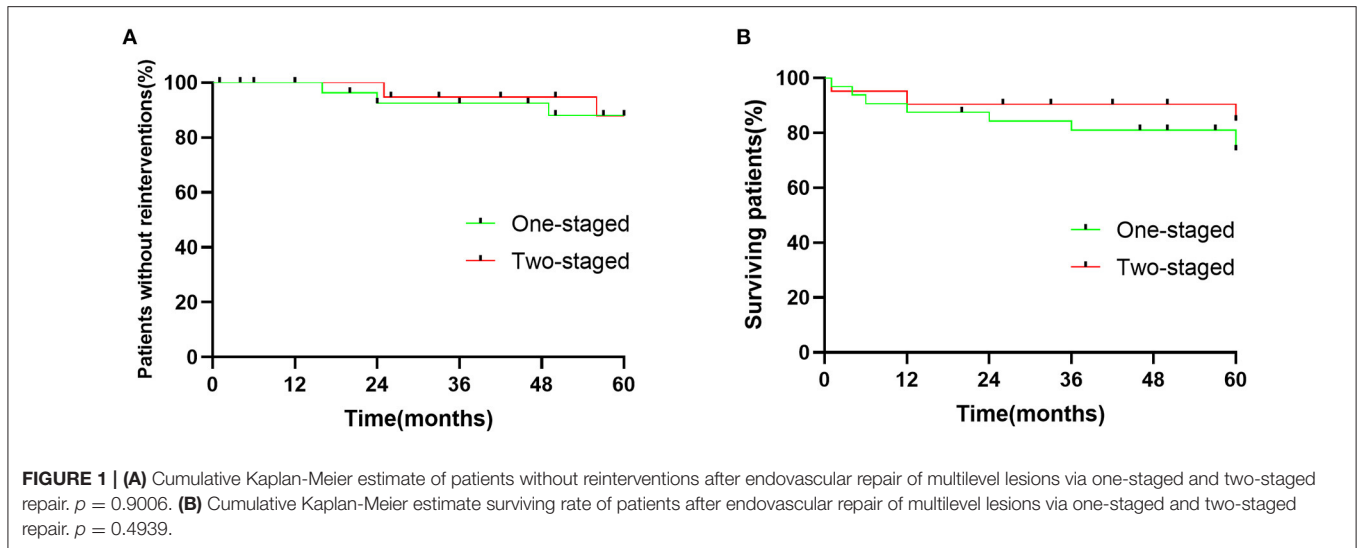 A
Patients without reinterventions(%)
100
80
60
40
20
0
0 12 24 36 48 60
Time(months)
One-staged
Two-staged
B
Surviving patients(%)
100
80
60
40
20
0
0 12 24 36 48 60
Time(months)
One-staged
Two-staged
FIGURE 1 | (A) Cumulative Kaplan-Meier estimate of patients without reinterventions after endovascular repair of multilevel lesions via one-staged and two-staged
repair. p = 0.9006. (B) Cumulative Kaplan-Meier estimate surviving rate of patients after endovascular repair of multilevel lesions via one-staged and two-staged
repair. p = 0.4939.